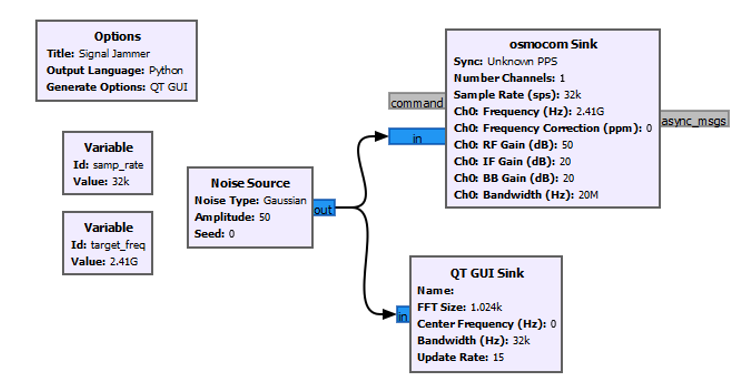 Options
Title: Signal Jammer
Output Language: Python
Generate Options: QT GUI
Variable
Id: samp_rate
Value: 32k
Variable
Id: target_freq
Value: 2.41G
Noise Source
Noise Type: Gaussian
Amplitude: 50
Seed: 0
out
osmocom Sink
Sync: Unknown PPS
Number Channels: 1
Sample Rate (sps): 32k
Ch0: Frequency (Hz): 2.41G
Ch0: Frequency Correction (ppm): 0
Ch0: RF Gain (dB): 50
Ch0: IF Gain (dB): 20
Ch0: BB Gain (dB): 20
Ch0: Bandwidth (Hz): 20M
command
in
async_msgs
QT GUI Sink
Name:
FFT Size: 1.024k
Center Frequency (Hz): 0
Bandwidth (Hz): 32k
Update Rate: 15
in